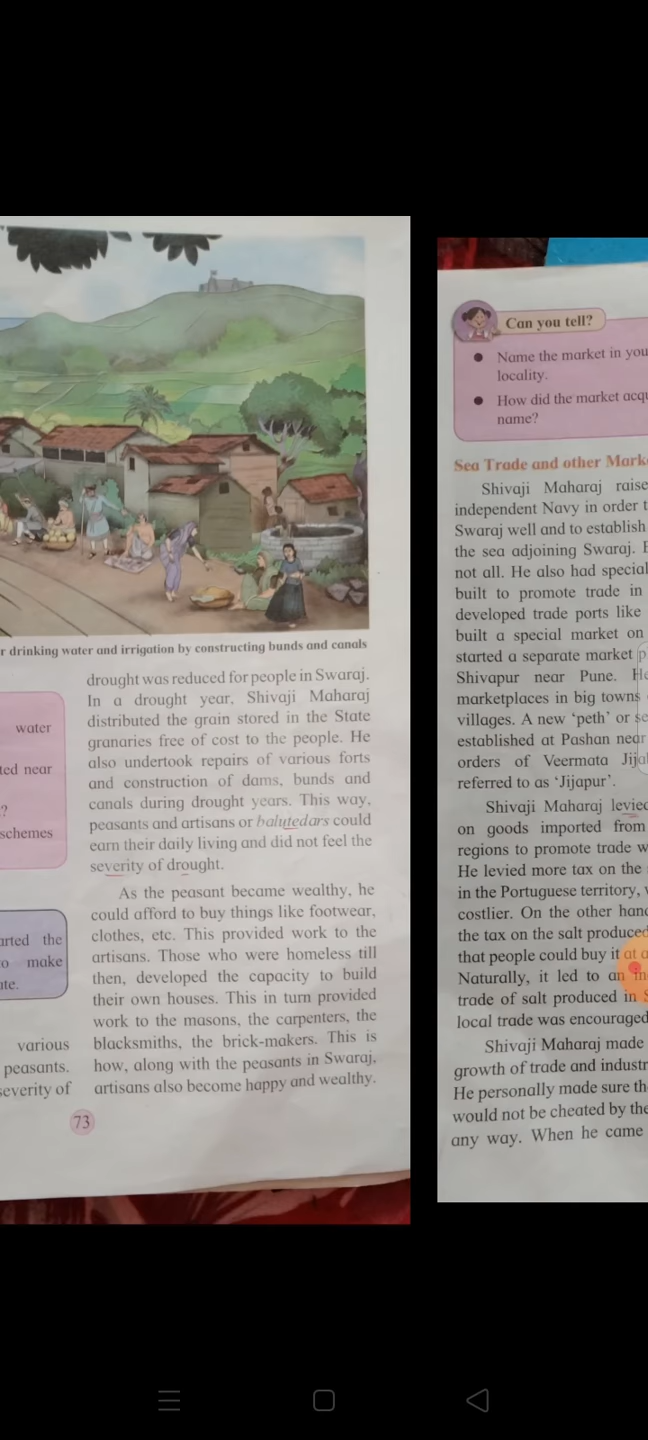 r drinking water and irrigation by constructing bunds and canals
water
ted near
?
schemes
arted the
o make
ate.
various
peasants.
severity of
drought was reduced for people in Swaraj.
In a drought year, Shivaji Maharaj
distributed the grain stored in the State
granaries free of cost to the people. He
also undertook repairs of various forts
and construction of dams, bunds and
canals during drought years. This way,
peasants and artisans or balutedars could
earn their daily living and did not feel the
severity of drought.
As the peasant became wealthy, he
could afford to buy things like footwear,
clothes, etc. This provided work to the
artisans. Those who were homeless till
then, developed the capacity to build
their own houses. This in turn provided
work to the masons, the carpenters, the
blacksmiths, the brick-makers. This is
how, along with the peasants in Swaraj,
artisans also become happy and wealthy.
73
Can you tell?
● Name the market in you
locality.
● How did the market acqu
name?
Sea Trade and other Mark
Shivaji Maharaj raise
independent Navy in order t
Swaraj well and to establish
the sea adjoining Swaraj.
not all. He also had special
built to promote trade in
developed trade ports like
built a special market on
started a separate market p
Shivapur near Pune. He
marketplaces in big towns
villages. A new ‘peth’ or se
established at Pashan near
orders of Veermata Jija
referred to as ‘Jijapur’.
Shivaji Maharaj levied
on goods imported from
regions to promote trade w
He levied more tax on the
in the Portuguese territory,
costlier. On the other hand
the tax on the salt produced
that people could buy it at a
Naturally, it led to an in
trade of salt produced in S
local trade was encouraged
Shivaji Maharaj made
growth of trade and industr
He personally made sure th
would not be cheated by the
any way. When he came